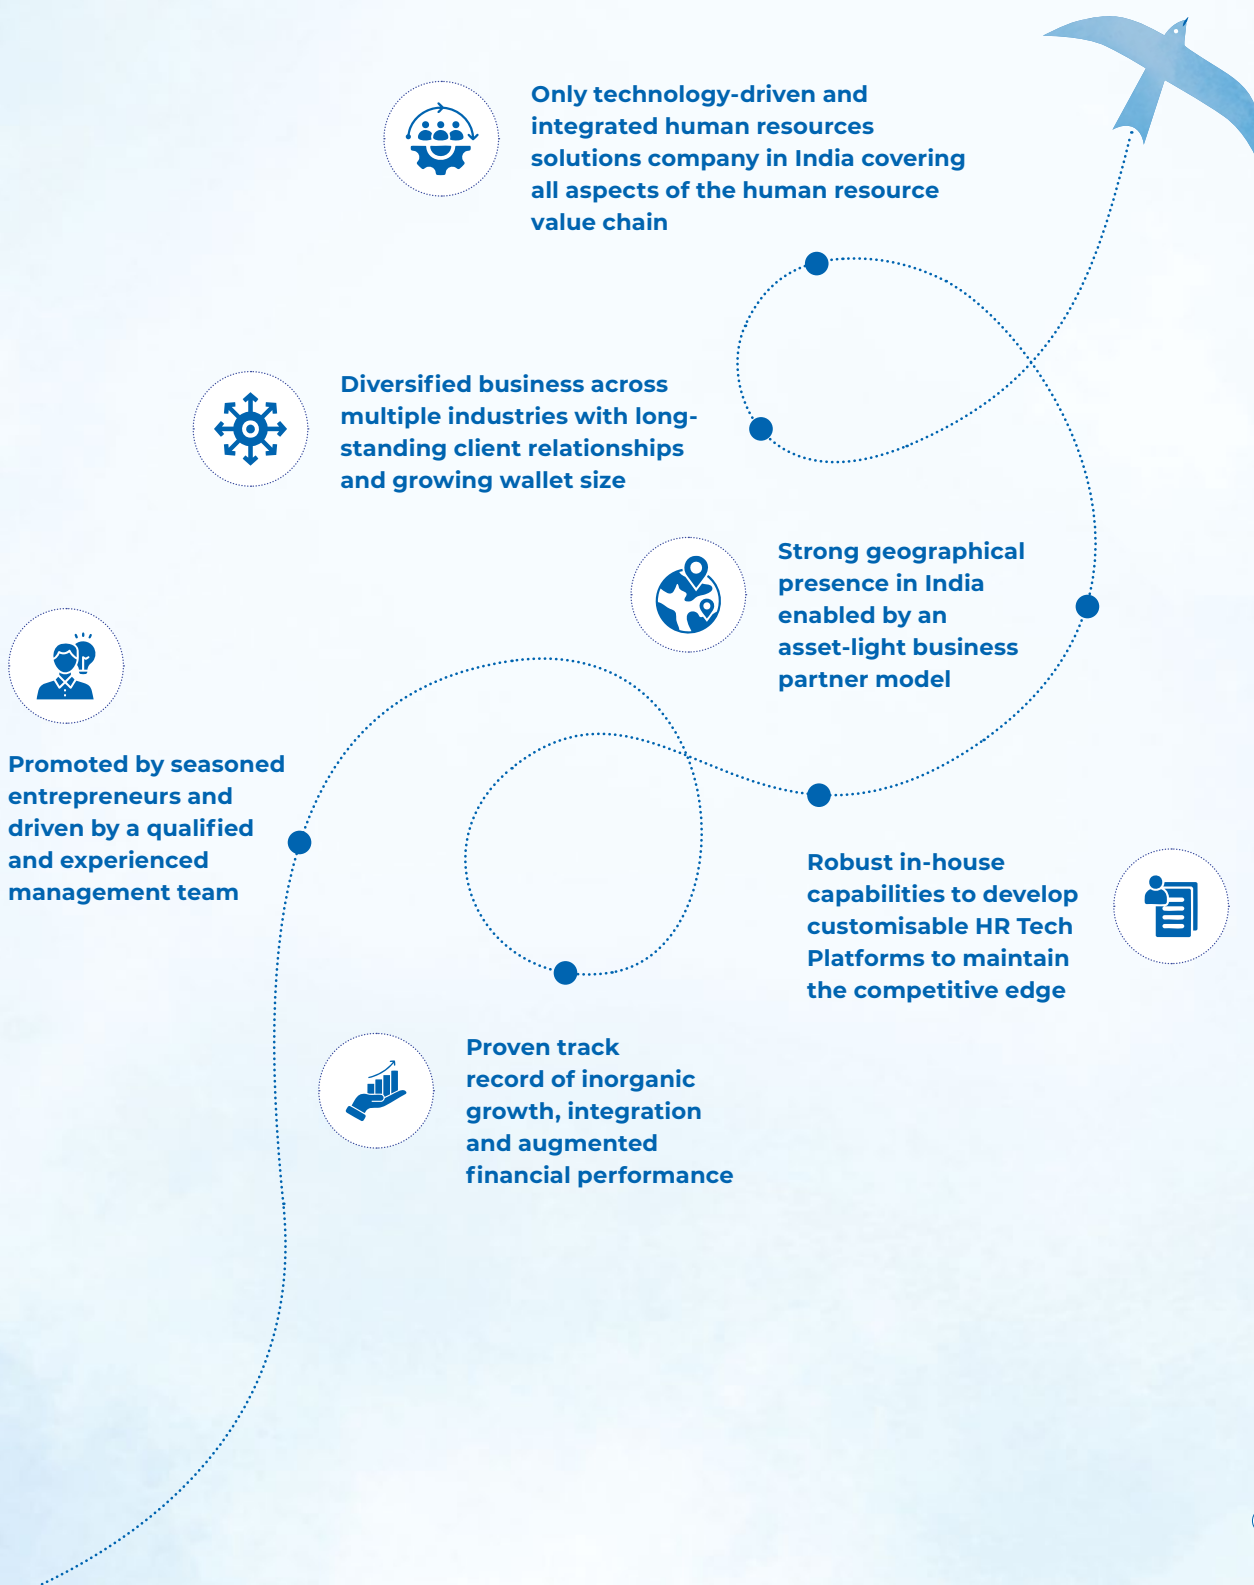 Only technology-driven and
integrated human resources
solutions company in India covering
all aspects of the human resource
value chain
Diversified business across
multiple industries with long-
standing client relationships
and growing wallet size
Strong geographical
presence in India
enabled by an
asset-light business
partner model
Promoted by seasoned
entrepreneurs and
driven by a qualified
and experienced
management team
Robust in-house
capabilities to develop
customisable HR Tech
Platforms to maintain
the competitive edge
Proven track
record of inorganic
growth, integration
and augmented
financial performance